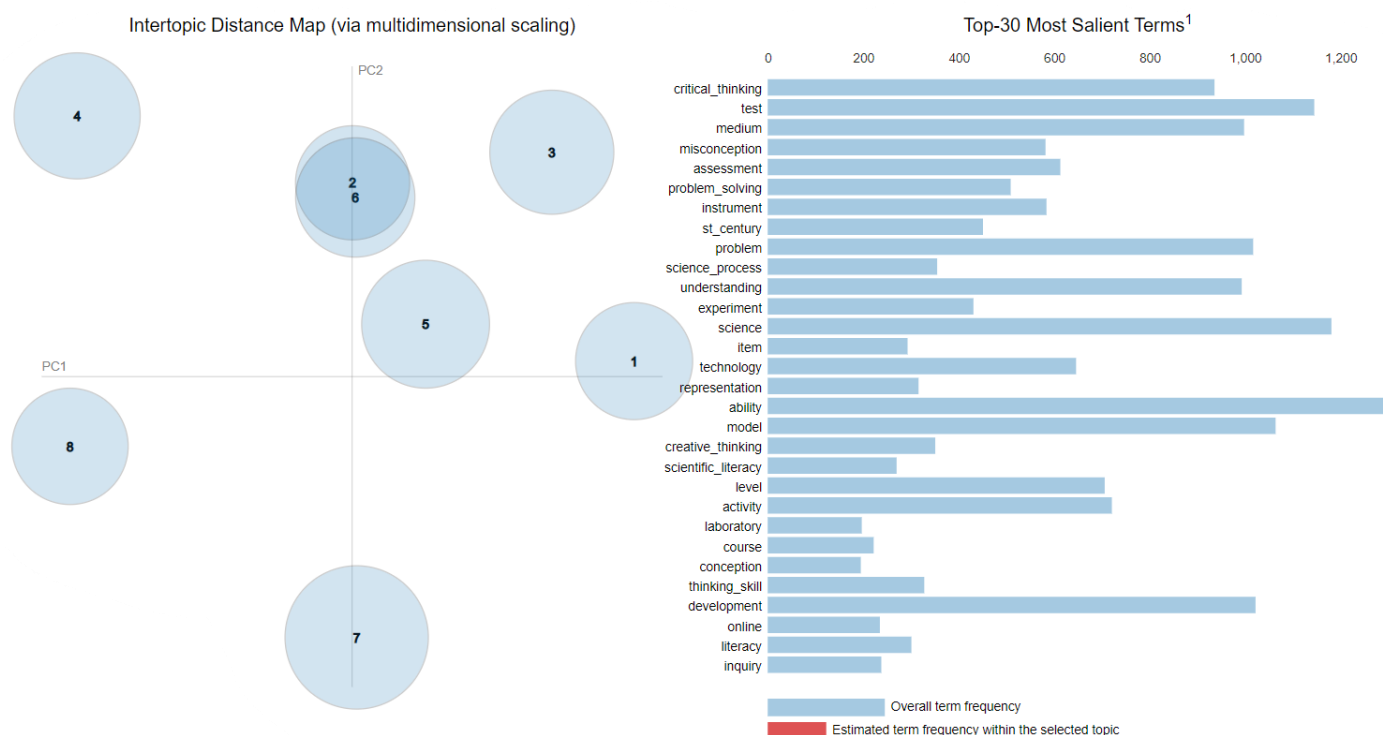 Intertopic Distance Map (via multidimensional scaling)
PC2
PC1
4
3
2
6
5
1
8
7
Top-30 Most Salient Terms1
0 200 400 600 800 1,000 1,200
critical_thinking
test
medium
misconception
assessment
problem_solving
instrument
st_century
problem
science_process
understanding
experiment
science
item
technology
representation
ability
model
creative_thinking
scientific_literacy
level
activity
laboratory
course
conception
thinking_skill
development
online
literacy
inquiry
Overall term frequency
Estimated term frequency within the selected topic